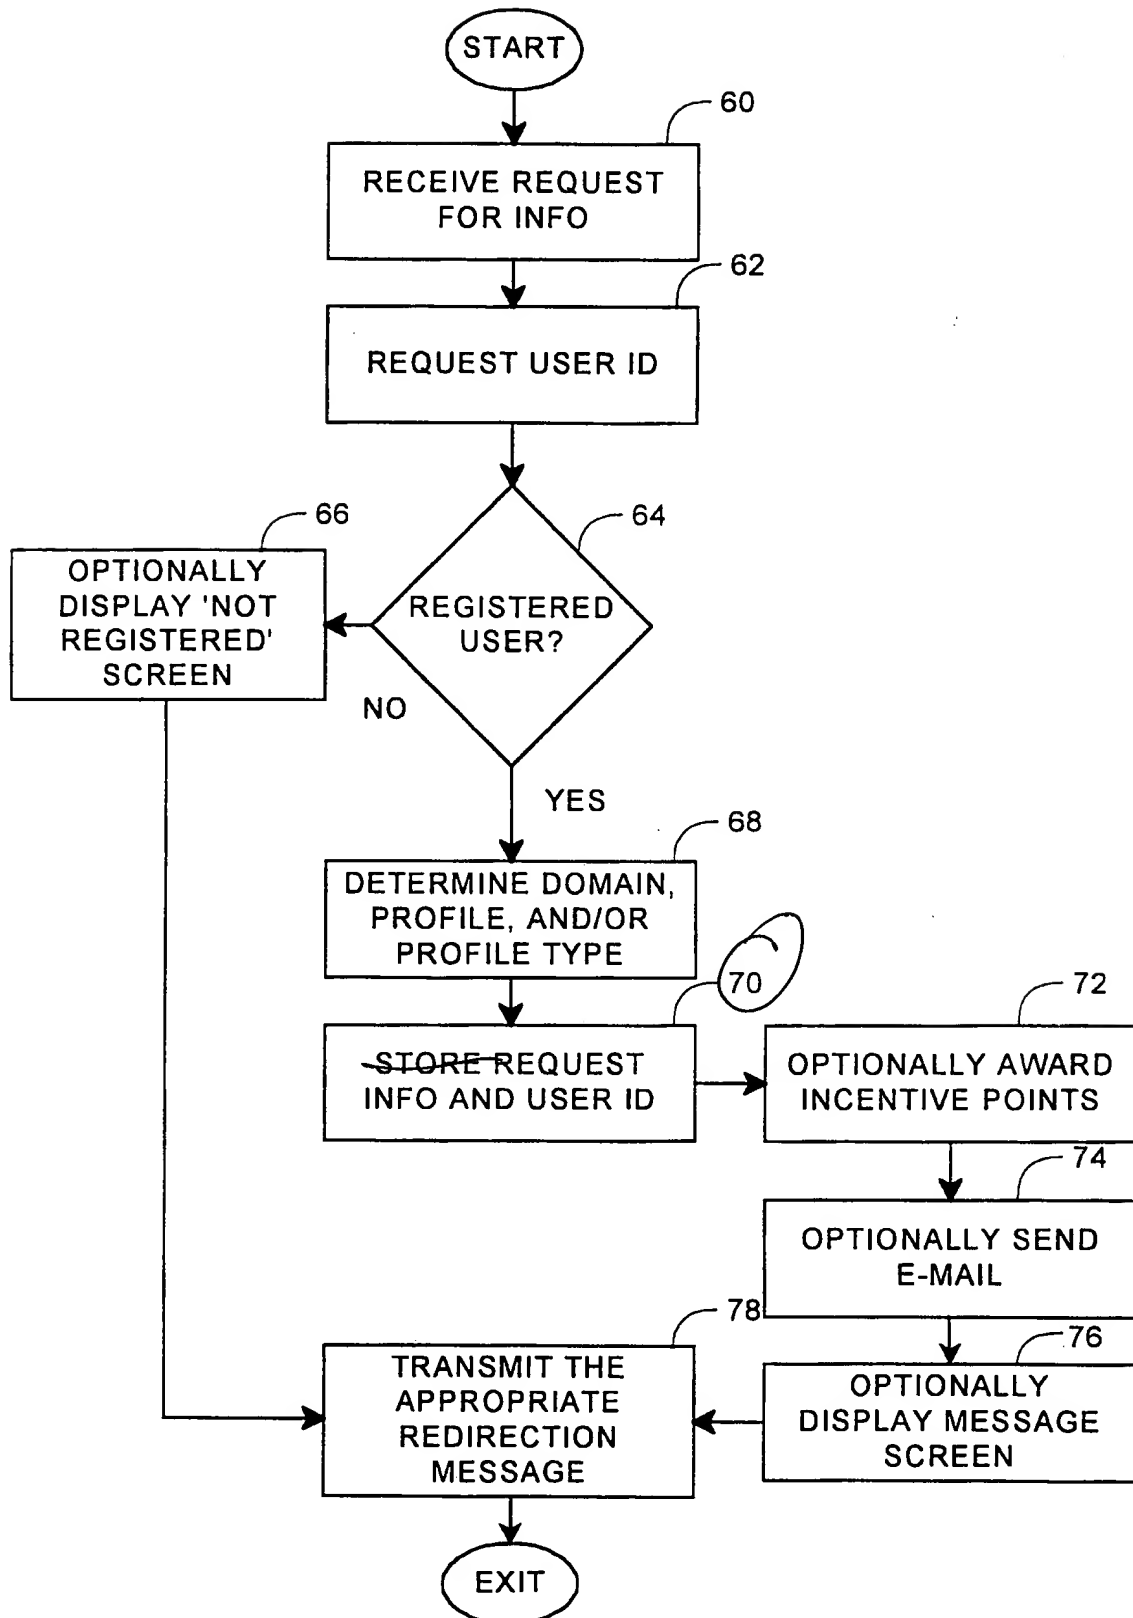 START
60
RECEIVE REQUEST
FOR INFO
62
REQUEST USER ID
64
REGISTERED
USER?
66
OPTIONALLY
DISPLAY 'NOT
REGISTERED'
SCREEN
NO
YES
68
DETERMINE DOMAIN,
PROFILE, AND/OR
PROFILE TYPE
70
STORE REQUEST
INFO AND USER ID
72
OPTIONALLY AWARD
INCENTIVE POINTS
74
OPTIONALLY SEND
E-MAIL
76
OPTIONALLY
DISPLAY MESSAGE
SCREEN
78
TRANSMIT THE
APPROPRIATE
REDIRECTION
MESSAGE
EXIT